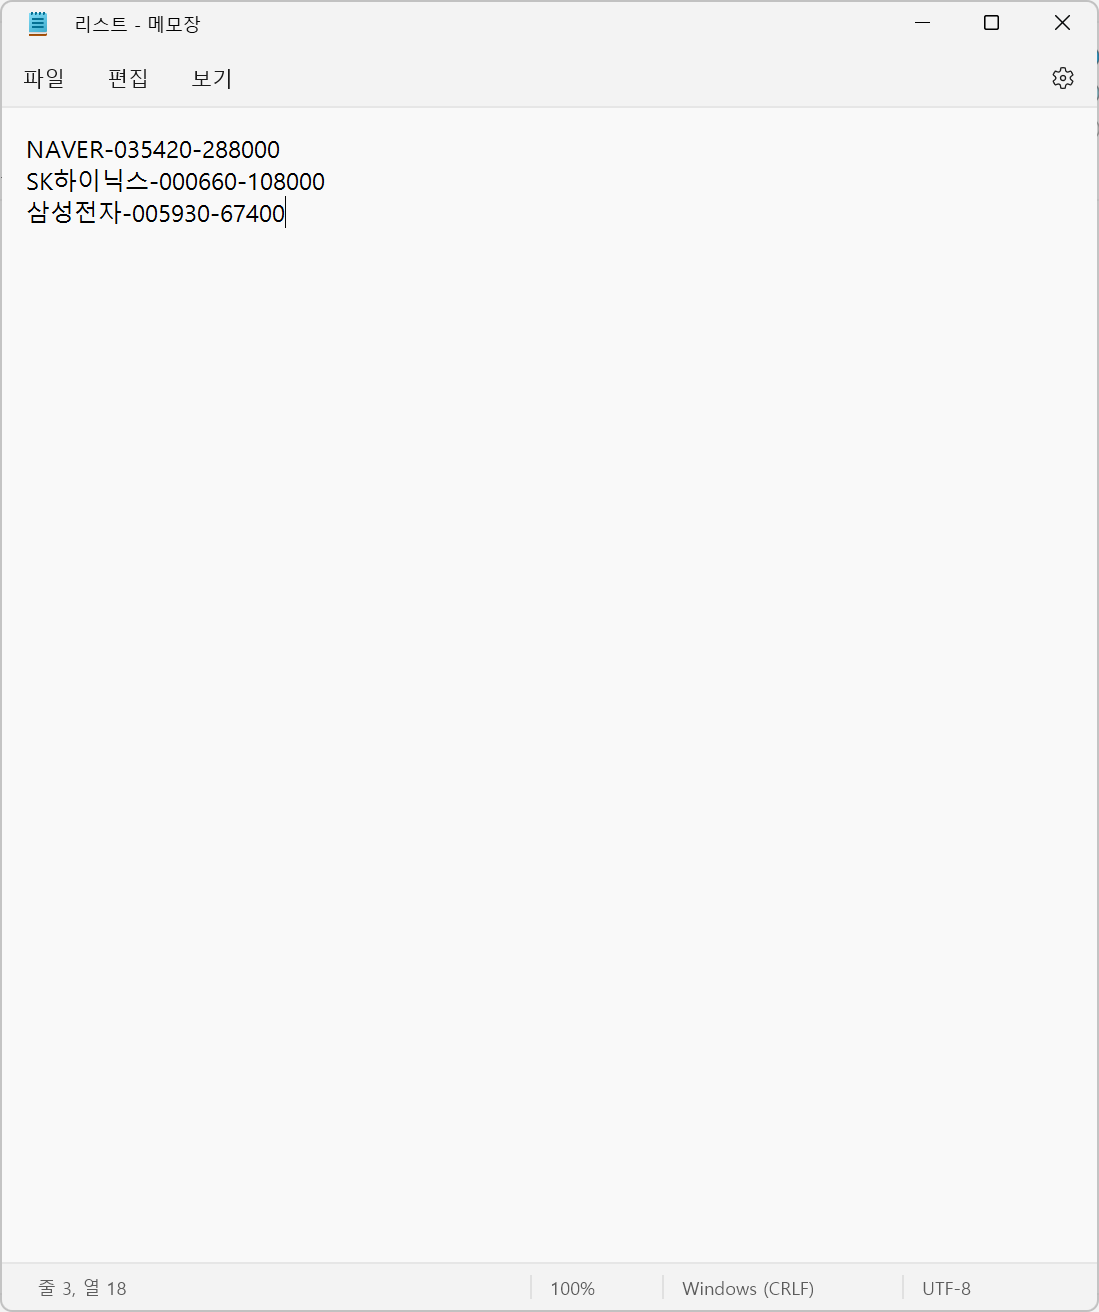 리스트 - 메모장
파일 편집 보기
NAVER-035420-288000
SK하이닉스-000660-108000
삼성전자-005930-67400
줄 3, 열 18 100% Windows (CRLF) UTF-8